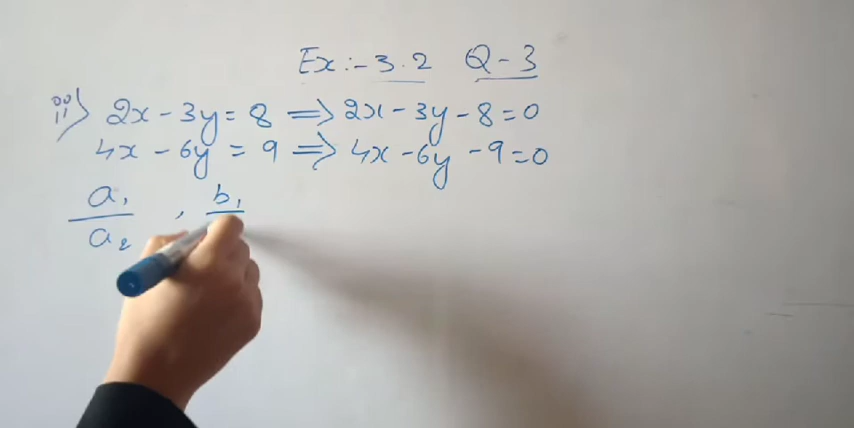 Ex:- 3.2 Q-3
ii) 2x - 3y = 8 ⟹ 2x - 3y - 8 = 0
4x - 6y = 9 ⟹ 4x - 6y - 9 = 0
a₁/a₂ , b₁/